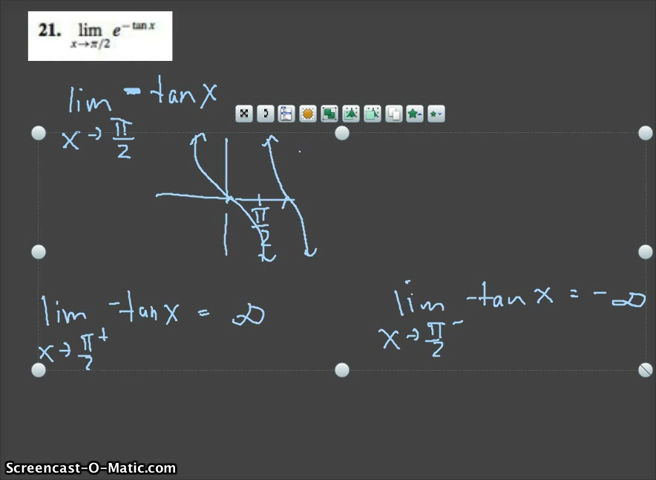 21. lim e^{-tan x}
x→π/2
lim -tan x
x→π/2
π/2
lim -tan x = ∞
x→π/2⁺
lim -tan x = -∞
x→π/2⁻
Screencast-O-Matic.com